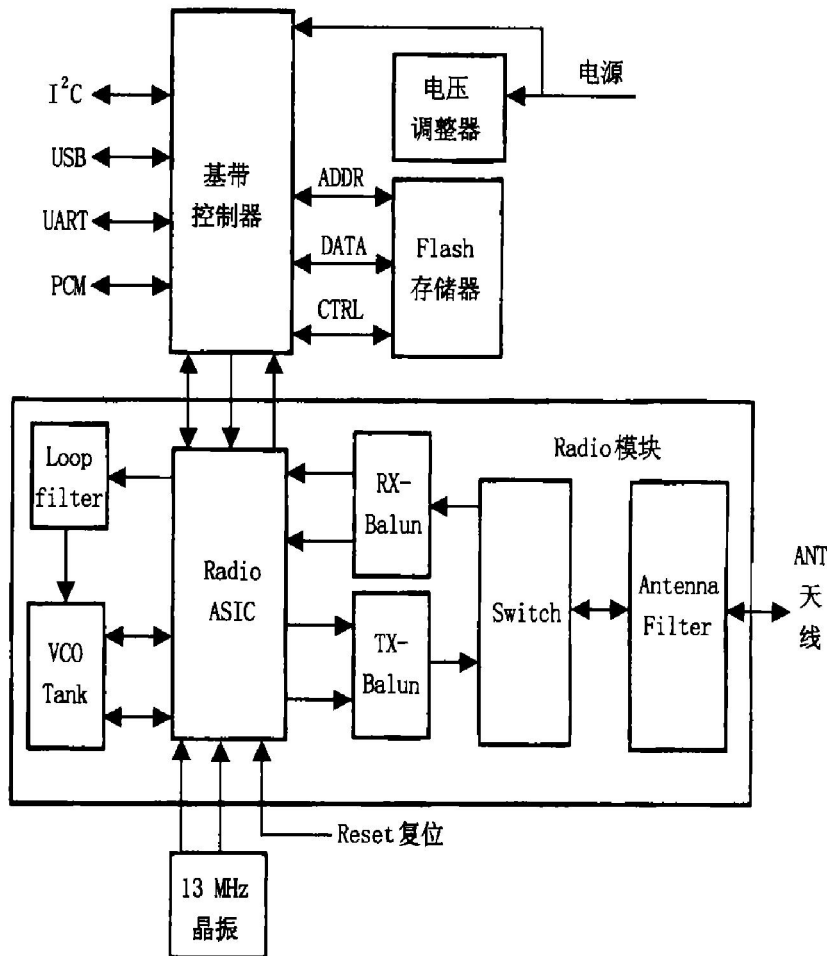 电源
电压
调整器
I²C
USB
UART
PCM
基带
控制器
ADDR
DATA
CTRL
Flash
存储器
Radio模块
Loop
filter
VCO
Tank
Radio
ASIC
RX-
Balun
TX-
Balun
Switch
Antenna
Filter
ANT
天
线
Reset复位
13 MHz
晶振